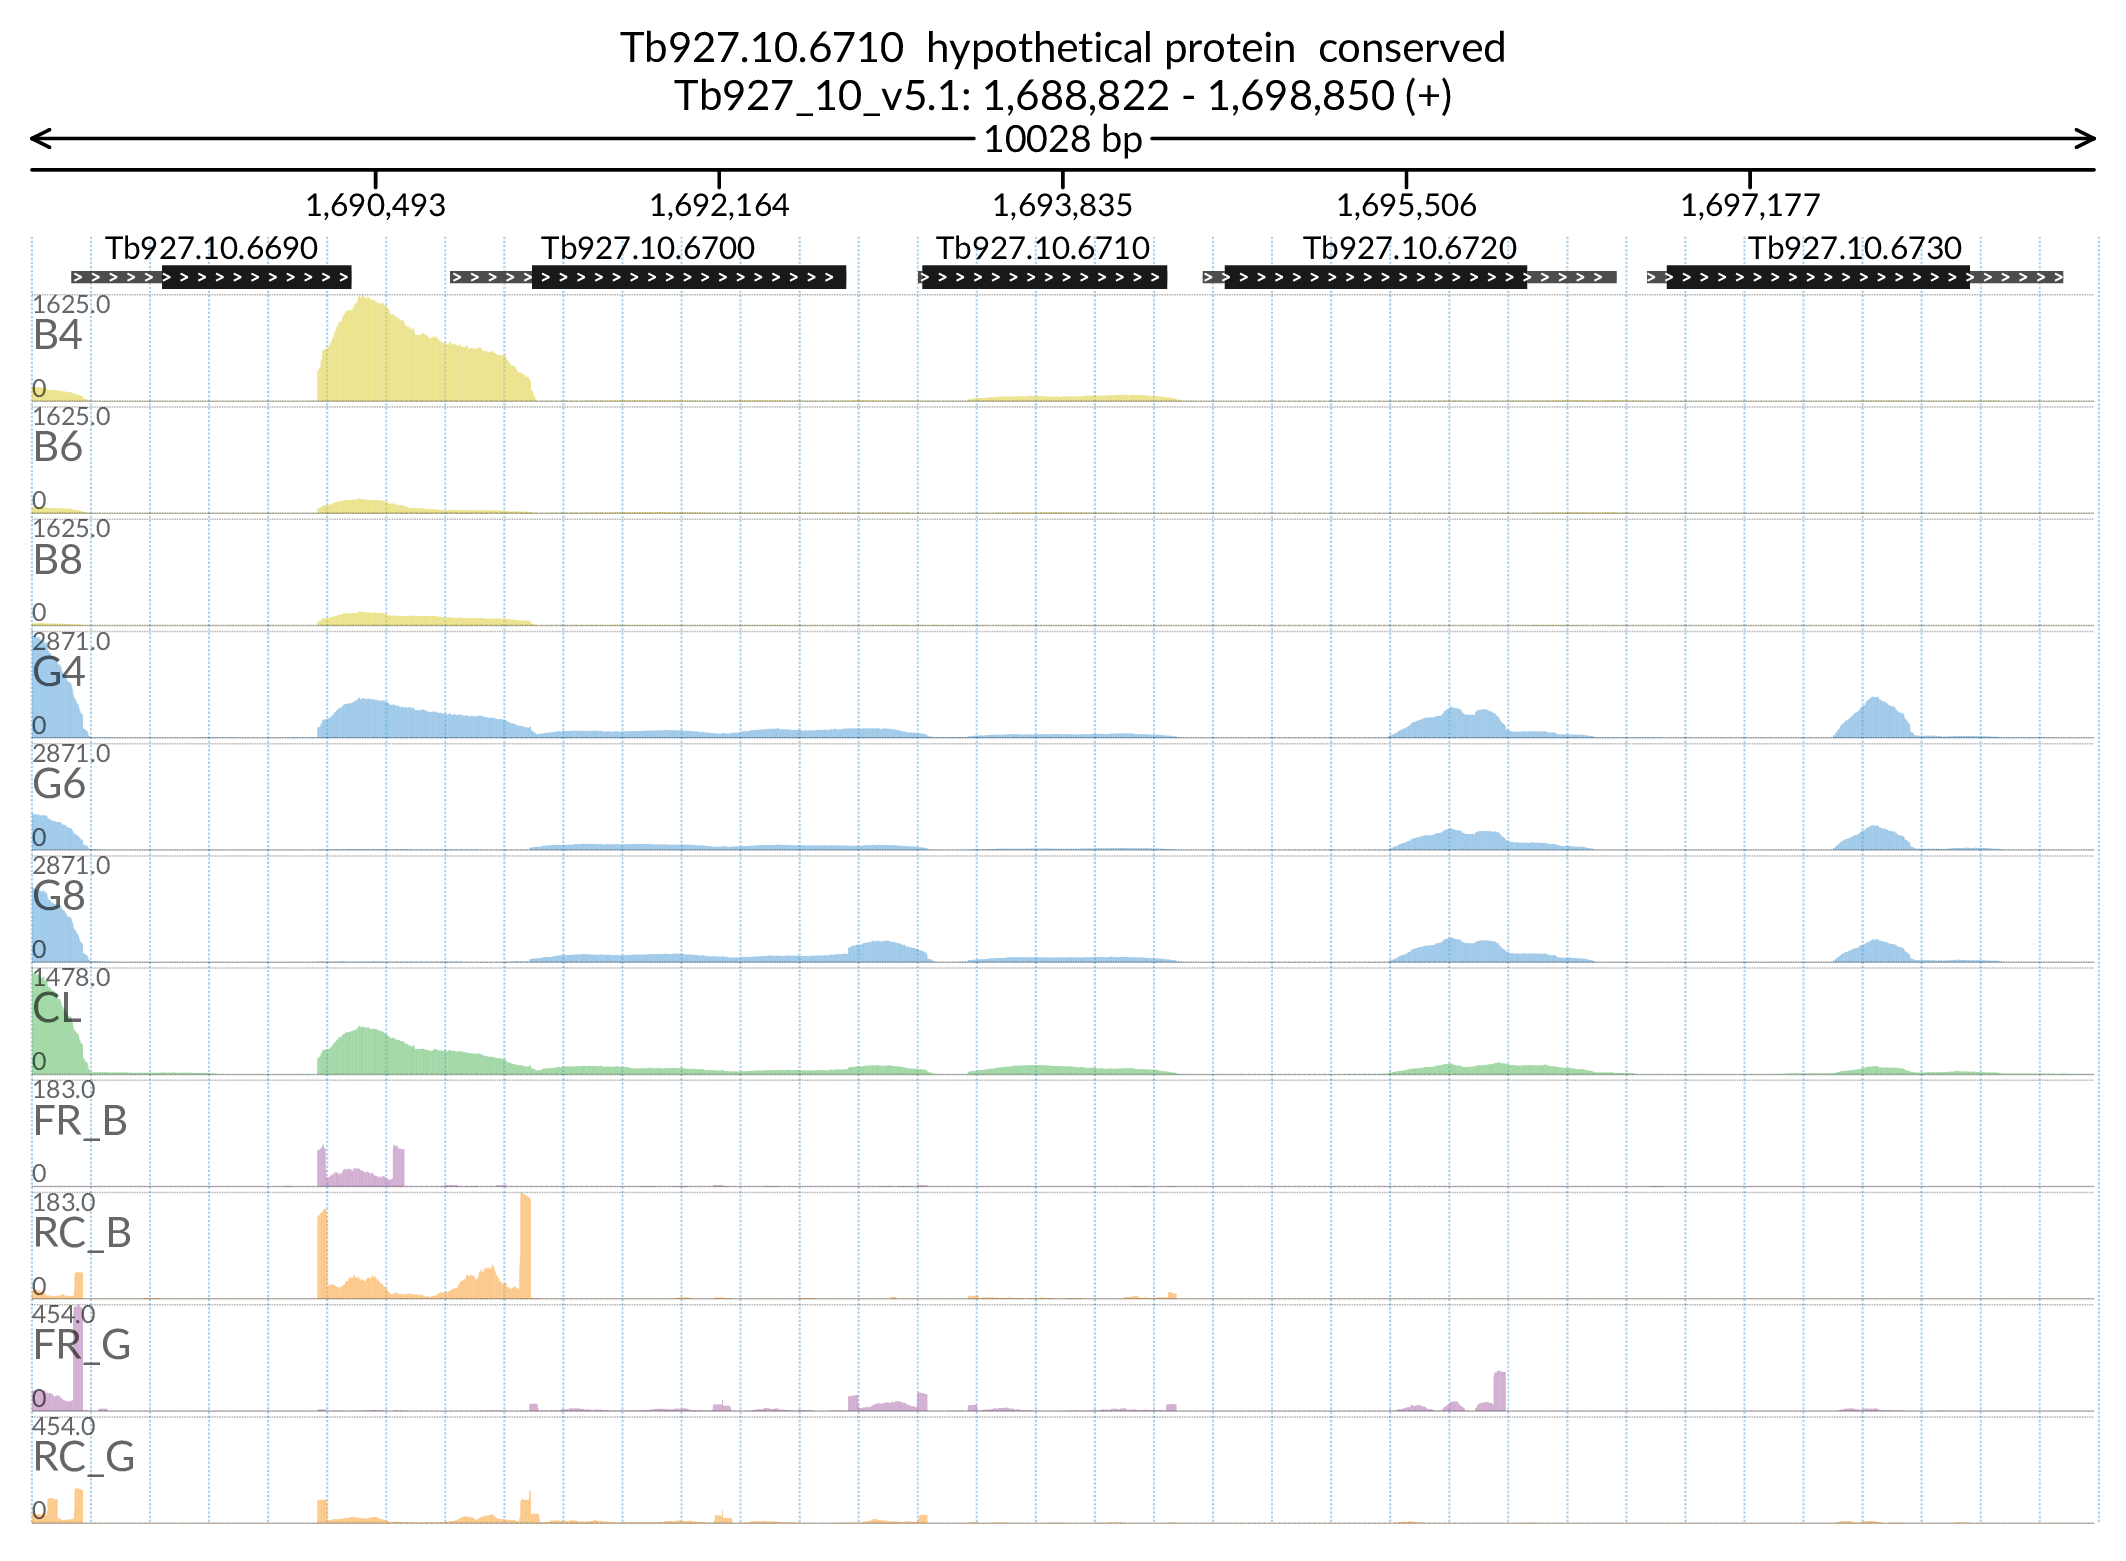 Tb927.10.6710  hypothetical protein  conserved
Tb927_10_v5.1: 1,688,822 - 1,698,850 (+)
10028 bp
1,690,493 1,692,164 1,693,835 1,695,506 1,697,177
Tb927.10.6690 Tb927.10.6700 Tb927.10.6710 Tb927.10.6720 Tb927.10.6730
1625.0
B4
0
1625.0
B6
0
1625.0
B8
0
2871.0
G4
0
2871.0
G6
0
2871.0
G8
0
1478.0
CL
0
183.0
FR_B
0
183.0
RC_B
0
454.0
FR_G
0
454.0
RC_G
0